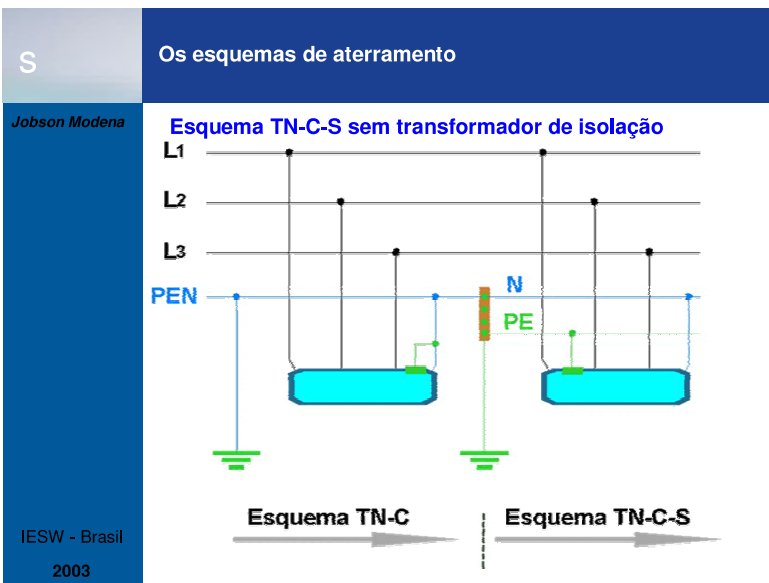 S
Os esquemas de aterramento
Jobson Modena
Esquema TN-C-S sem transformador de isolação
L1
L2
L3
PEN
N
PE
Esquema TN-C
Esquema TN-C-S
IESW - Brasil
2003